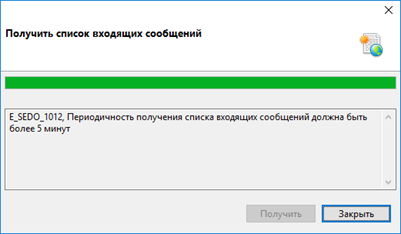 Получить список входящих сообщений
E_SEDO_1012, Периодичность получения списка входящих сообщений должна быть
более 5 минут
Получить
Закрыть